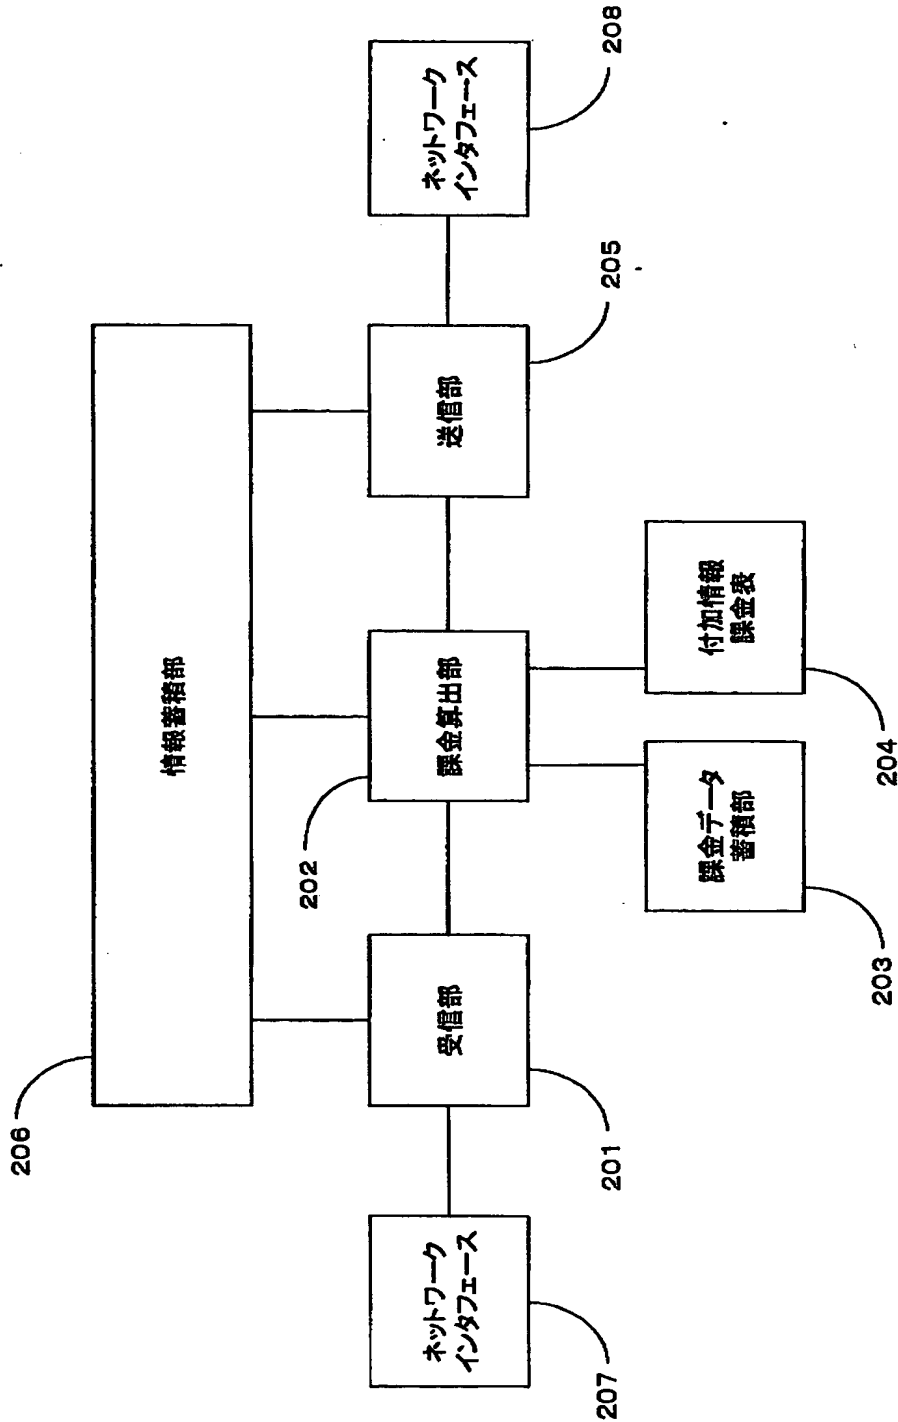 206
情報蓄積部
202
ネットワーク
インタフェース
207
受信部
201
課金算出部
送信部
205
ネットワーク
インタフェース
208
課金データ
蓄積部
203
付加情報
課金表
204